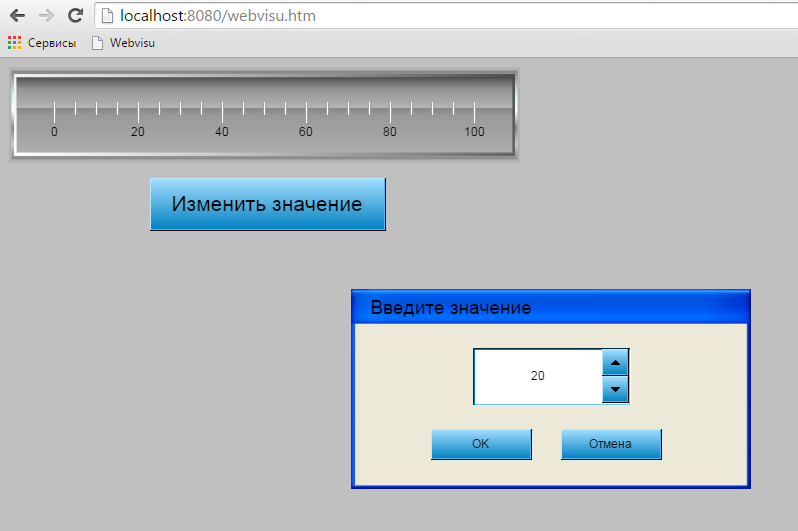 localhost:8080/webvisu.htm
Сервисы Webvisu
0 20 40 60 80 100
Изменить значение
Введите значение
20
OK Отмена